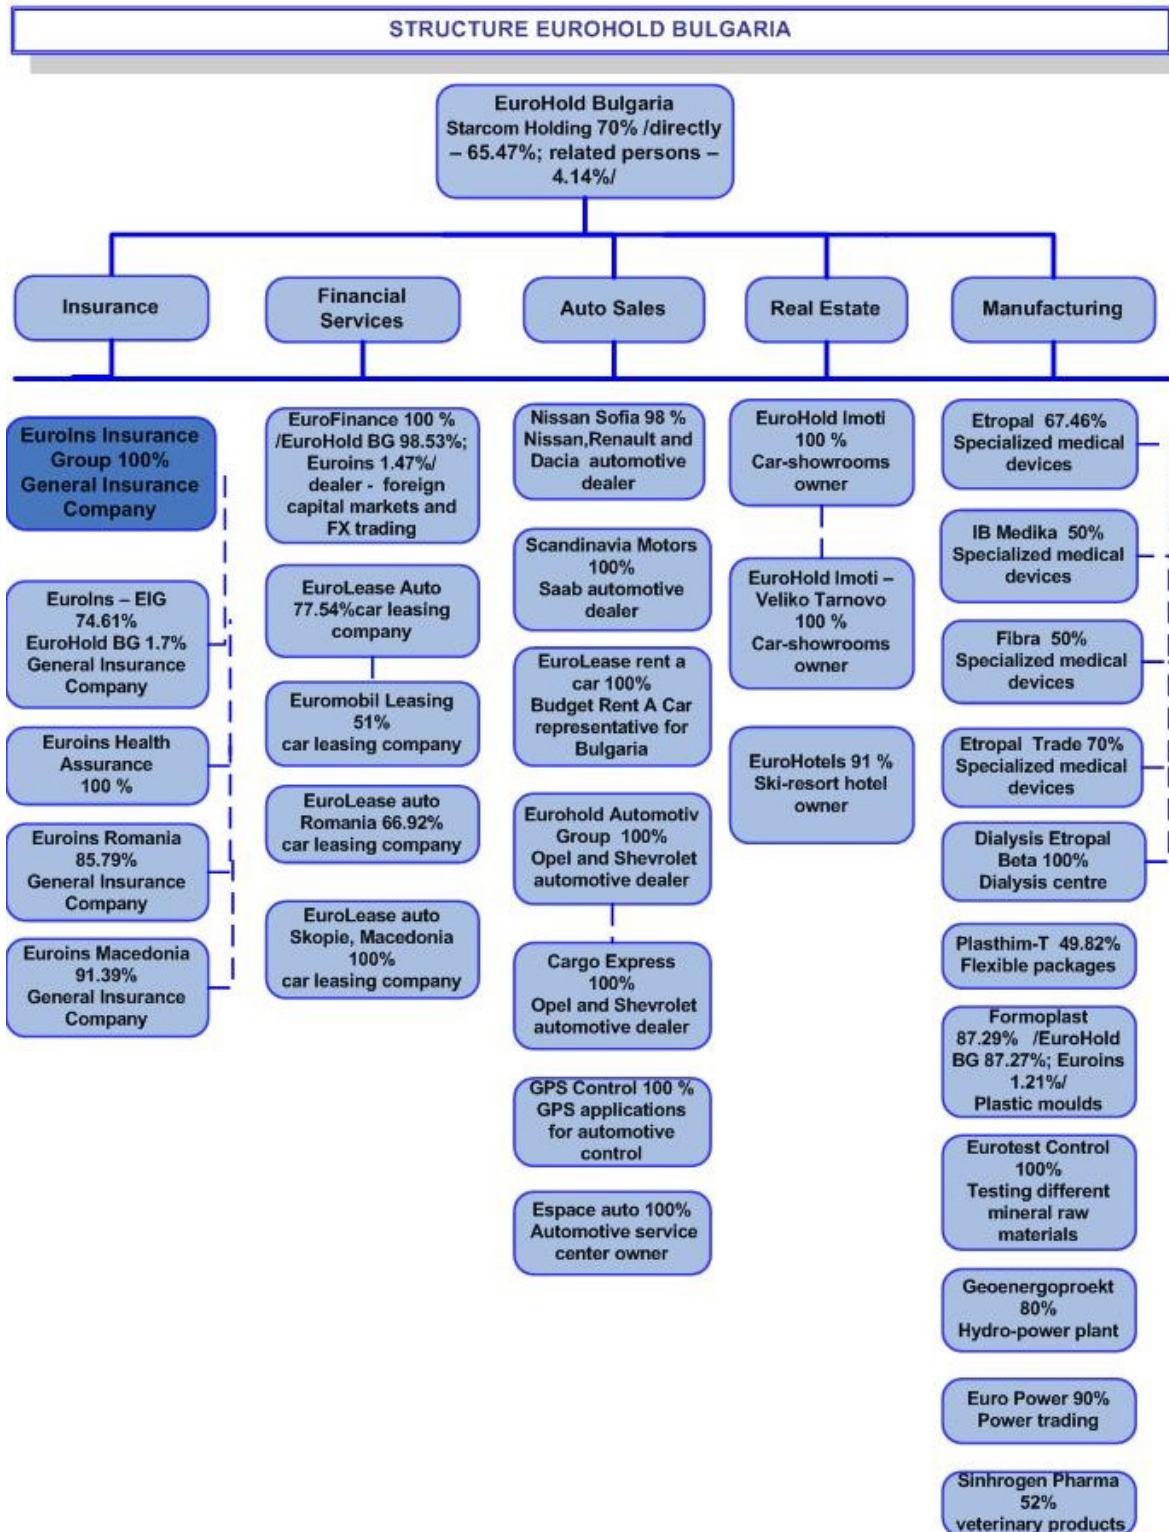 STRUCTURE EUROHOLD BULGARIA
EuroHold Bulgaria
Starcom Holding 70% /directly
– 65.47%; related persons –
4.14%/
Insurance
Financial
Services
Auto Sales
Real Estate
Manufacturing
EuroIns Insurance
Group 100%
General Insurance
Company
EuroIns – EIG
74.61%
EuroHold BG 1.7%
General Insurance
Company
Euroins Health
Assurance
100 %
Euroins Romania
85.79%
General Insurance
Company
Euroins Macedonia
91.39%
General Insurance
Company
EuroFinance 100 %
/EuroHold BG 98.53%;
Euroins 1.47%/
dealer - foreign
capital markets and
FX trading
EuroLease Auto
77.54%car leasing
company
Euromobil Leasing
51%
car leasing company
EuroLease auto
Romania 66.92%
car leasing company
EuroLease auto
Skopie, Macedonia
100%
car leasing company
Nissan Sofia 98 %
Nissan,Renault and
Dacia automotive
dealer
Scandinavia Motors
100%
Saab automotive
dealer
EuroLease rent a
car 100%
Budget Rent A Car
representative for
Bulgaria
Eurohold Automotiv
Group 100%
Opel and Shevrolet
automotive dealer
Cargo Express
100%
Opel and Shevrolet
automotive dealer
GPS Control 100 %
GPS applications
for automotive
control
Espace auto 100%
Automotive service
center owner
EuroHold Imoti
100 %
Car-showrooms
owner
EuroHold Imoti –
Veliko Tarnovo
100 %
Car-showrooms
owner
EuroHotels 91 %
Ski-resort hotel
owner
Etropal 67.46%
Specialized medical
devices
IB Medika 50%
Specialized medical
devices
Fibra 50%
Specialized medical
devices
Etropal Trade 70%
Specialized medical
devices
Dialysis Etropal
Beta 100%
Dialysis centre
Plasthim-T 49.82%
Flexible packages
Formoplast
87.29% /EuroHold
BG 87.27%; Euroins
1.21%/
Plastic moulds
Eurotest Control
100%
Testing different
mineral raw
materials
Geoenergoproekt
80%
Hydro-power plant
Euro Power 90%
Power trading
Sinhrogen Pharma
52%
veterinary products